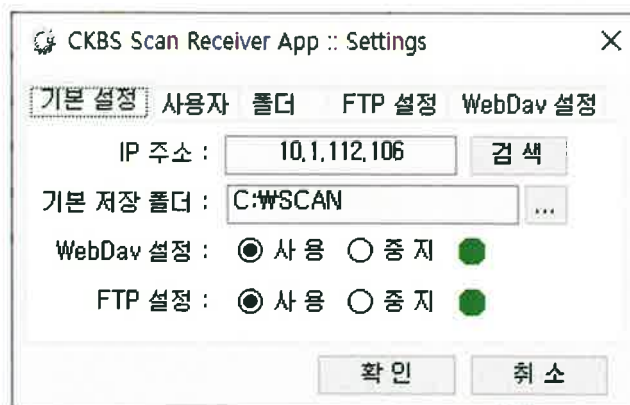 CKBS Scan Receiver App :: Settings
기본 설정 사용자 폴더 FTP 설정 WebDav 설정
IP 주소 : 10,1,112,106 검 색
기본 저장 폴더 : C:₩SCAN ...
WebDav 설정 : 사 용 중 지
FTP 설정 : 사 용 중 지
확 인 취 소